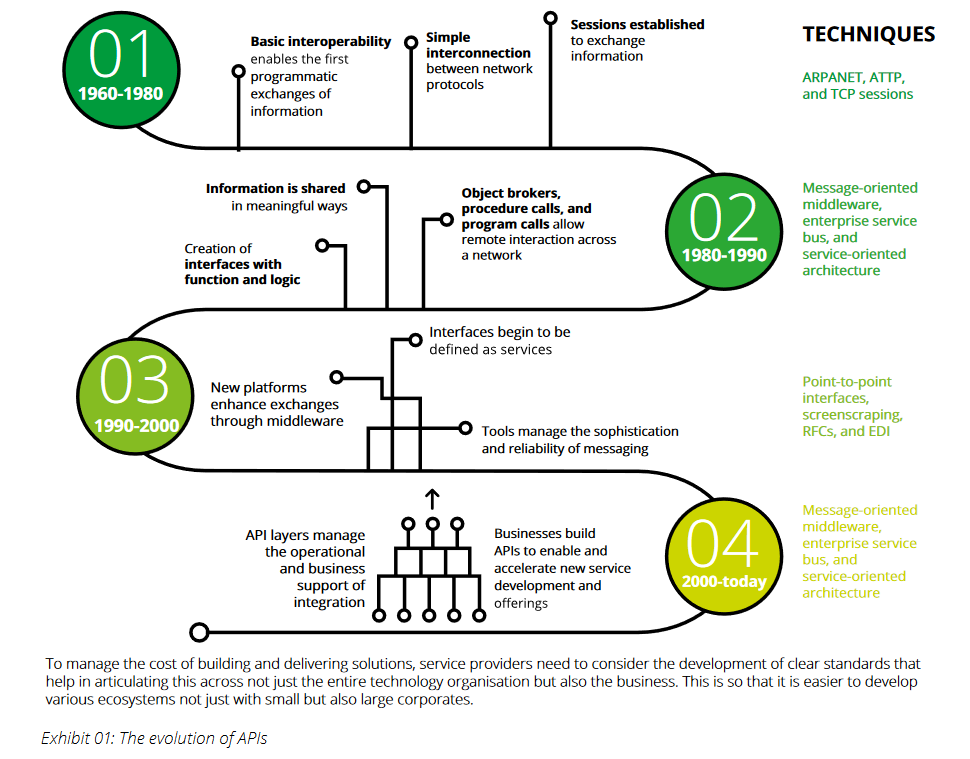 01
1960-1980
Basic interoperability
enables the first
programmatic
exchanges of
information
Simple
interconnection
between network
protocols
Sessions established
to exchange
information
TECHNIQUES
ARPANET, ATTP,
and TCP sessions
Information is shared
in meaningful ways
Creation of
interfaces with
function and logic
Object brokers,
procedure calls, and
program calls allow
remote interaction across
a network
02
1980-1990
Message-oriented
middleware,
enterprise service
bus, and
service-oriented
architecture
03
1990-2000
New platforms
enhance exchanges
through middleware
Interfaces begin to be
defined as services
Tools manage the sophistication
and reliability of messaging
Point-to-point
interfaces,
screenscraping,
RFCs, and EDI
API layers manage
the operational
and business
support of
integration
Businesses build
APIs to enable and
accelerate new service
development and
offerings
04
2000-today
Message-oriented
middleware,
enterprise service
bus, and
service-oriented
architecture
To manage the cost of building and delivering solutions, service providers need to consider the development of clear standards that
help in articulating this across not just the entire technology organisation but also the business. This is so that it is easier to develop
various ecosystems not just with small but also large corporates.
Exhibit 01: The evolution of APIs